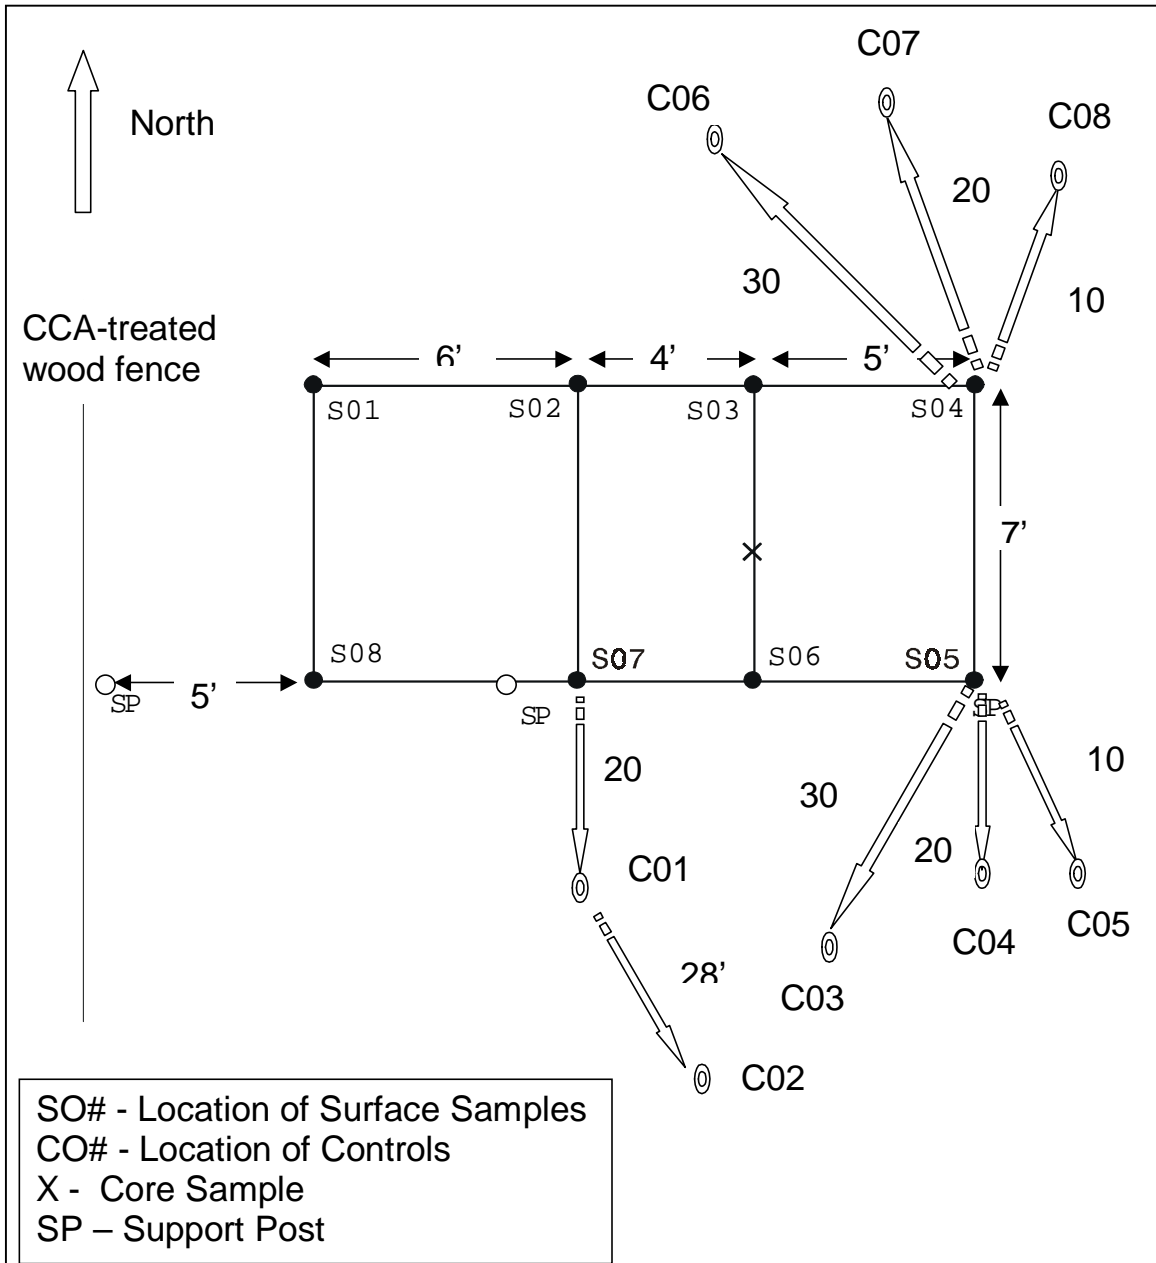 C07
C06
C08
North
20
30
10
CCA-treated
wood fence
6’
4’
5’
S01
S02
S03
S04
7’
S08
S07
S06
S05
SP
5’
SP
SP
20
30
20
10
C01
C04
C05
28’
C03
C02
SO# - Location of Surface Samples
CO# - Location of Controls
X - Core Sample
SP – Support Post